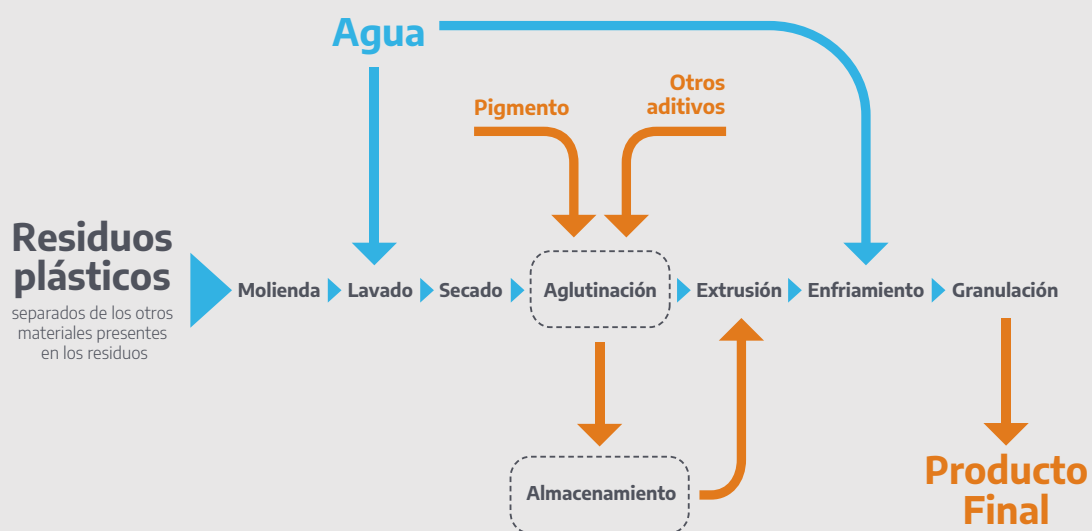 Agua
Otros
aditivos
Pigmento
Residuos
plásticos
separados de los otros
materiales presentes
en los residuos
Molienda
Lavado
Secado
Aglutinación
Extrusión
Enfriamiento
Granulación
Almacenamiento
Producto
Final